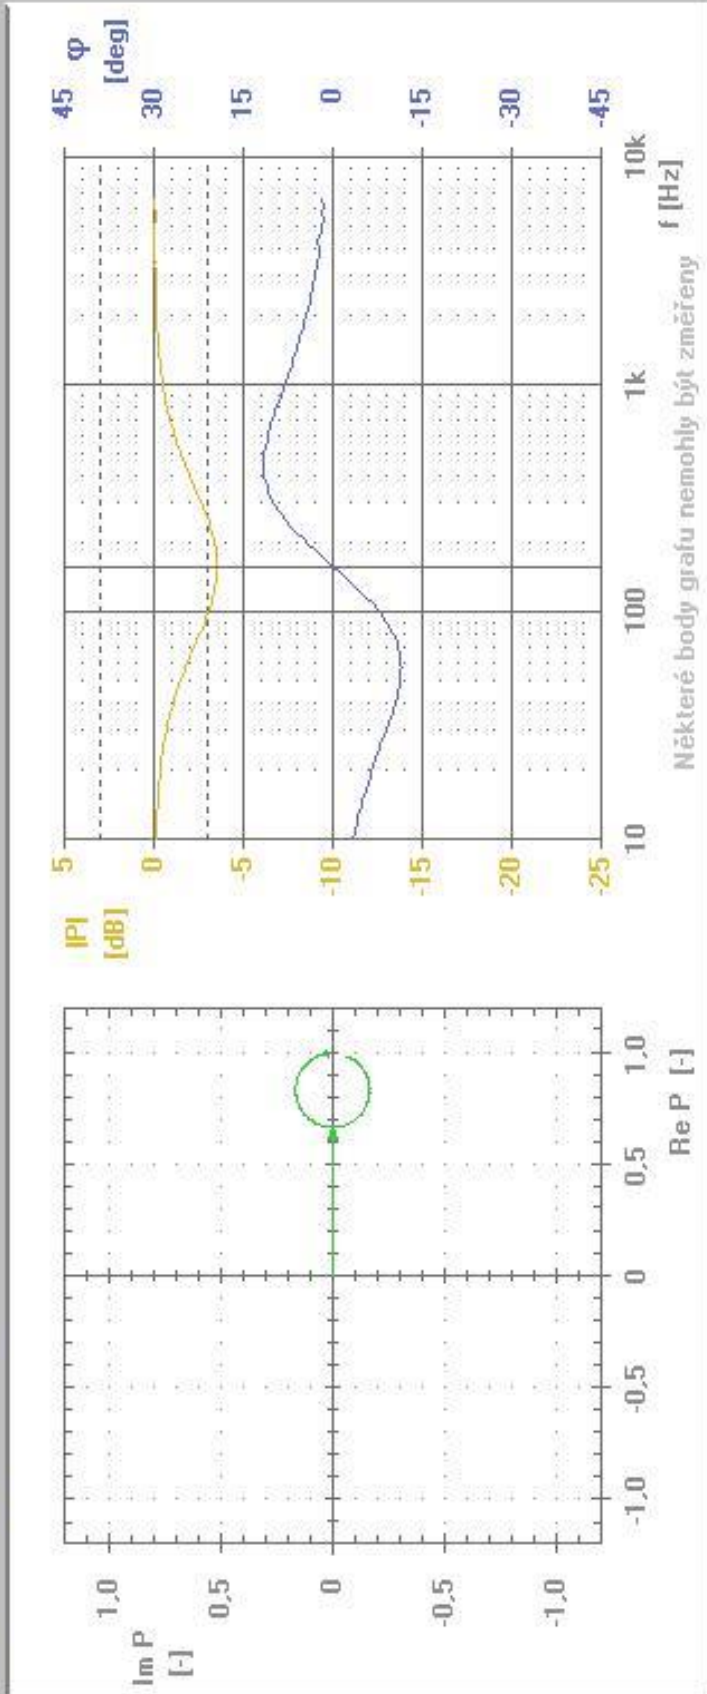 Im P
[-]
1,0
0,5
0
-0,5
-1,0
-1,0
-0,5
0
0,5
1,0
Re P [-]
|P|
[dB]
5
0
-5
-10
-15
-20
-25
φ
[deg]
45
30
15
0
-15
-30
-45
10
100
1k
10k
f [Hz]
Některé body grafu nemohly být změřeny